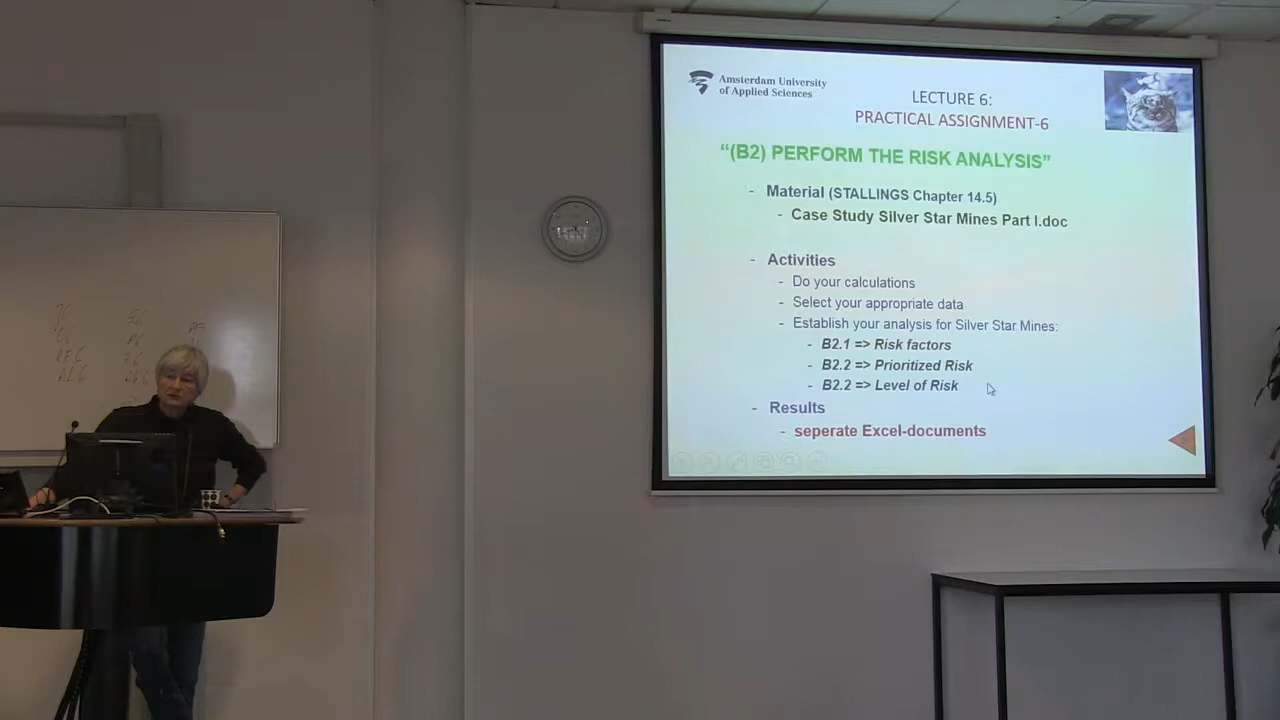 Amsterdam University
of Applied Sciences
LECTURE 6:
PRACTICAL ASSIGNMENT-6
“(B2) PERFORM THE RISK ANALYSIS”
- Material (STALLINGS Chapter 14.5)
- Case Study Silver Star Mines Part I.doc
- Activities
- Do your calculations
- Select your appropriate data
- Establish your analysis for Silver Star Mines:
- B2.1 => Risk factors
- B2.2 => Prioritized Risk
- B2.2 => Level of Risk
- Results
- seperate Excel-documents